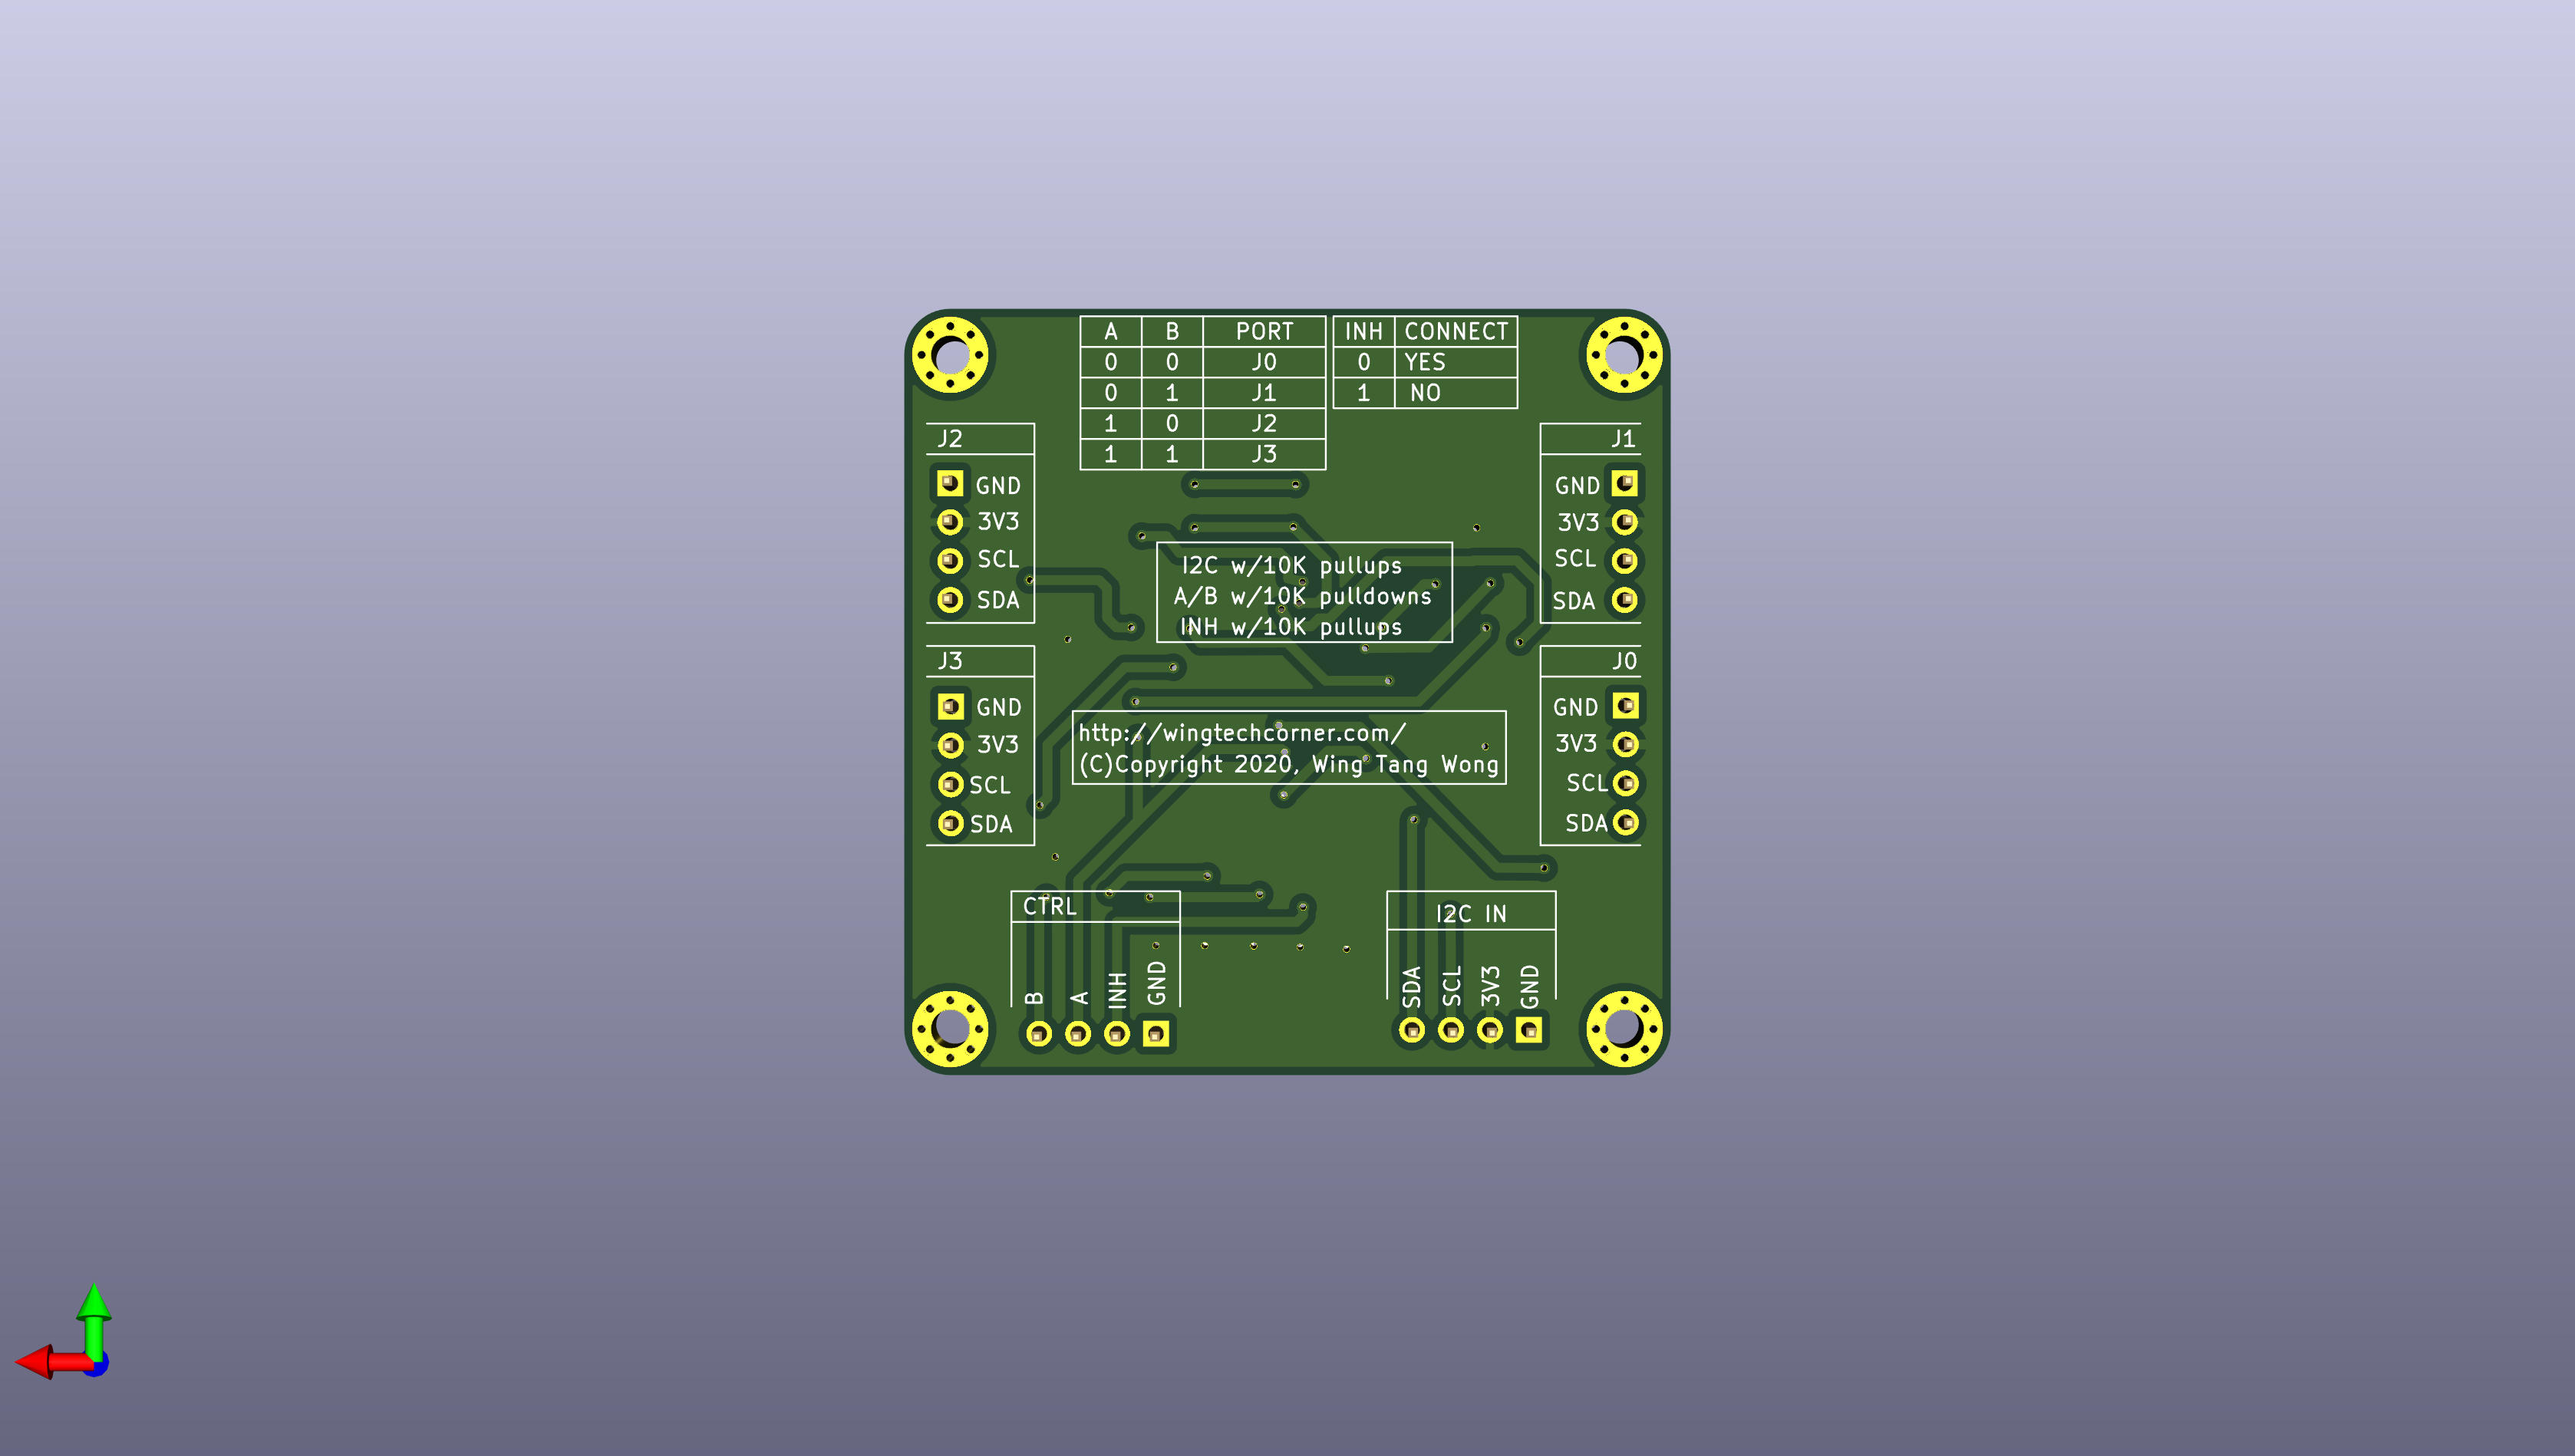 A B PORT
0 0 J0
0 1 J1
1 0 J2
1 1 J3
INH CONNECT
0 YES
1 NO
J2
GND
3V3
SCL
SDA
J1
GND
3V3
SCL
SDA
I2C w/10K pullups
A/B w/10K pulldowns
INH w/10K pullups
J3
GND
3V3
SCL
SDA
J0
GND
3V3
SCL
SDA
http://wingtechcorner.com/
(C)Copyright 2020, Wing Tang Wong
CTRL
B A INH GND
I2C IN
SDA SCL 3V3 GND